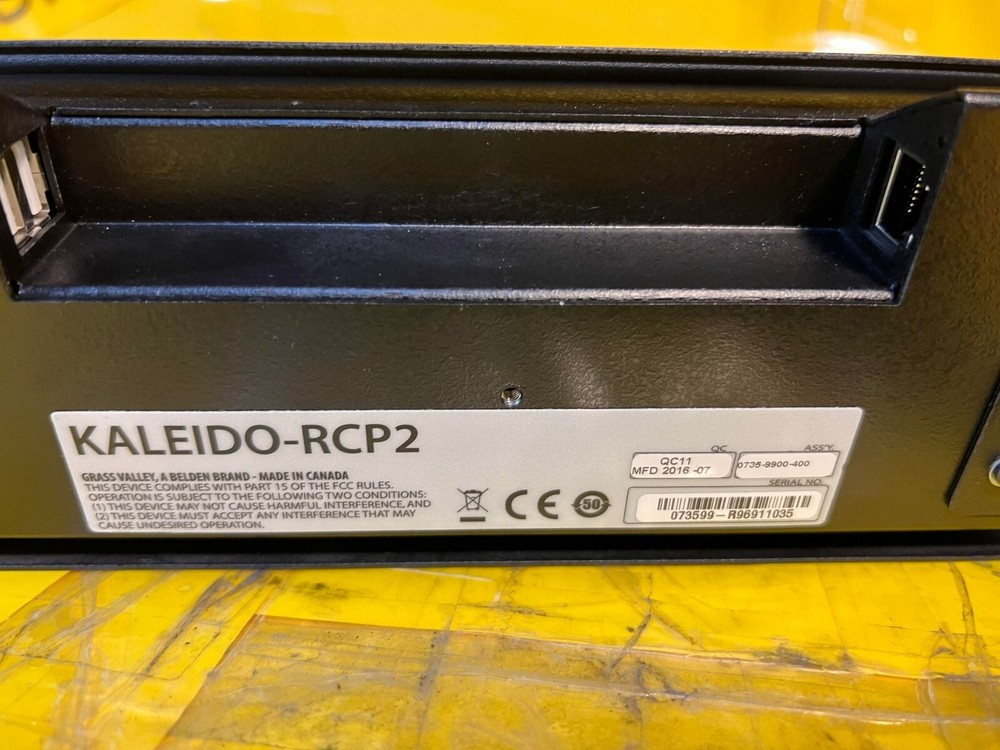 KALEIDO-RCP2
GRASS VALLEY, A BELDEN BRAND - MADE IN CANADA
THIS DEVICE COMPLIES WITH PART 15 OF THE FCC RULES.
OPERATION IS SUBJECT TO THE FOLLOWING TWO CONDITIONS:
(1) THIS DEVICE MAY NOT CAUSE HARMFUL INTERFERENCE, AND
(2) THIS DEVICE MUST ACCEPT ANY INTERFERENCE THAT MAY
CAUSE UNDESIRED OPERATION.
CE
50
QC
QC11
MFD 2016 -07
ASS'Y
0735-9900-400
SERIAL NO.
073599-R96911035